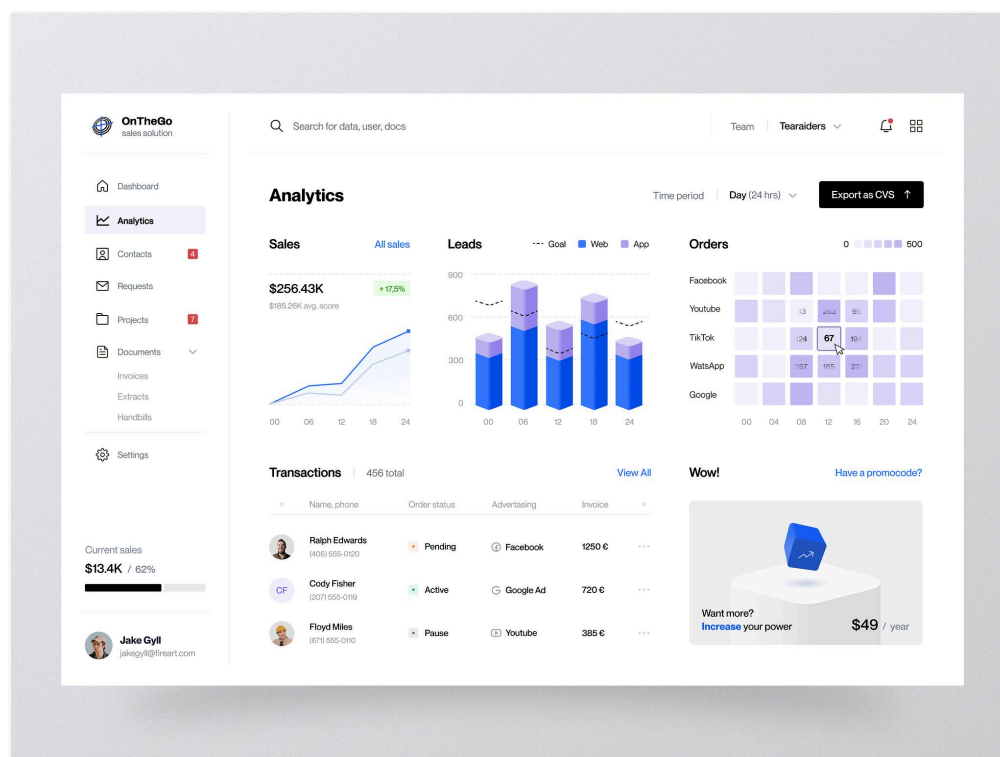 OnTheGo
sales solution
Search for data, user, docs
Team
Tearaiders
Dashboard
Analytics
Contacts
4
Requests
Projects
7
Documents
Invoices
Extracts
Handbills
Settings
Current sales
$13.4K / 62%
Jake Gyll
jakegyll@fireart.com
Analytics
Time period
Day (24 hrs)
Export as CVS ↑
Sales
All sales
$256.43K
+17,5%
$185.26K avg. score
00 06 12 18 24
Leads
Goal
Web
App
900
600
300
0
00 06 12 18 24
Orders
0
500
Facebook
Youtube
TikTok
67
WatsApp
185
Google
00 04 08 12 16 20 24
Transactions
456 total
View All
Name, phone
Order status
Advertasing
Invoice
Ralph Edwards
(406) 555-0120
Pending
Facebook
1250 €
CF
Cody Fisher
(207) 555-0119
Active
Google Ad
720 €
Floyd Miles
(671) 555-0110
Pause
Youtube
385 €
Wow!
Have a promocode?
Want more?
Increase your power
$49 / year